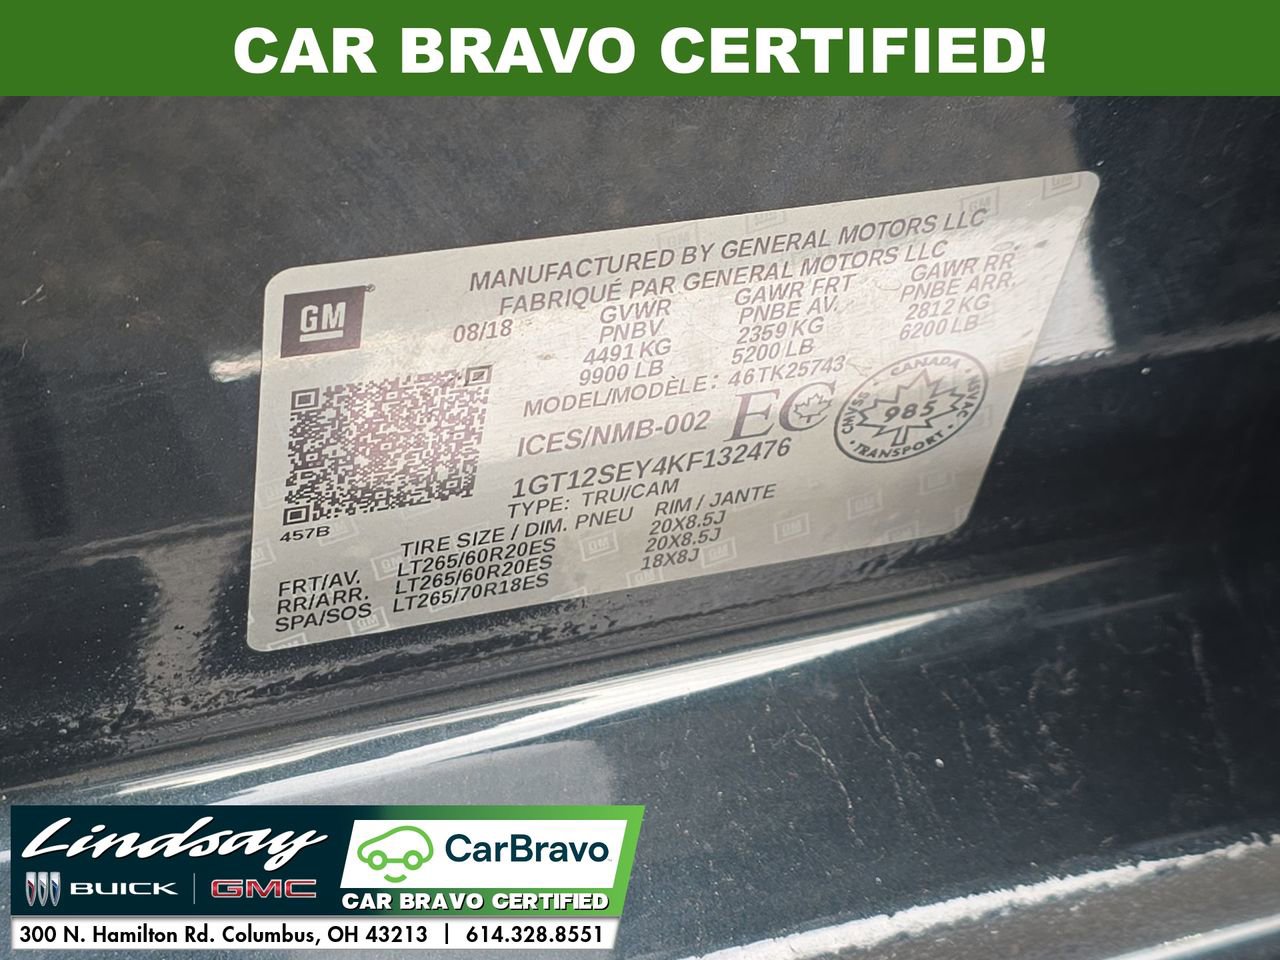 CAR BRAVO CERTIFIED!
MANUFACTURED BY GENERAL MOTORS LLC
FABRIQUÉ PAR GENERAL MOTORS LLC
GM
08/18
GVWR
PNBV
4491 KG
9900 LB
GAWR FRT
PNBE AV.
2359 KG
5200 LB
GAWR RR
PNBE ARR.
2812 KG
6200 LB
MODEL/MODÈLE: 46TK25743
ICES/NMB-002
EC
CANADA
CMVSS
985
NSVAC
TRANSPORT
1GT12SEY4KF132476
TYPE: TRU/CAM
457B
TIRE SIZE / DIM. PNEU RIM / JANTE
FRT/AV. LT265/60R20ES 20X8.5J
RR/ARR. LT265/60R20ES 20X8.5J
SPA/SOS LT265/70R18ES 18X8J
Lindsay
BUICK | GMC
CarBravo
CAR BRAVO CERTIFIED
300 N. Hamilton Rd. Columbus, OH 43213 | 614.328.8551